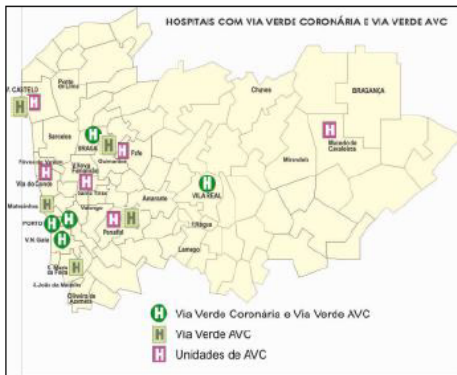 HOSPITAIS COM VIA VERDE CORONÁRIA E VIA VERDE AVC
V. CASTELO
Ponte
de Lima
Chaves
BRAGANÇA
Barcelos
BRAGA
Fafe
Guimarães
Macedo de
Cavaleiros
Mirandela
Vila do Conde
V. Nova
Famalicão
Santo Tirso
VILA REAL
Matosinhos
Valongo
Amarante
PORTO
Penafiel
V.N. Gaia
P.Régua
Lamego
S. Maria
da Feira
S.João da Madeira
Oliveira de
Azeméis
H Via Verde Coronária e Via Verde AVC
H Via Verde AVC
H Unidades de AVC